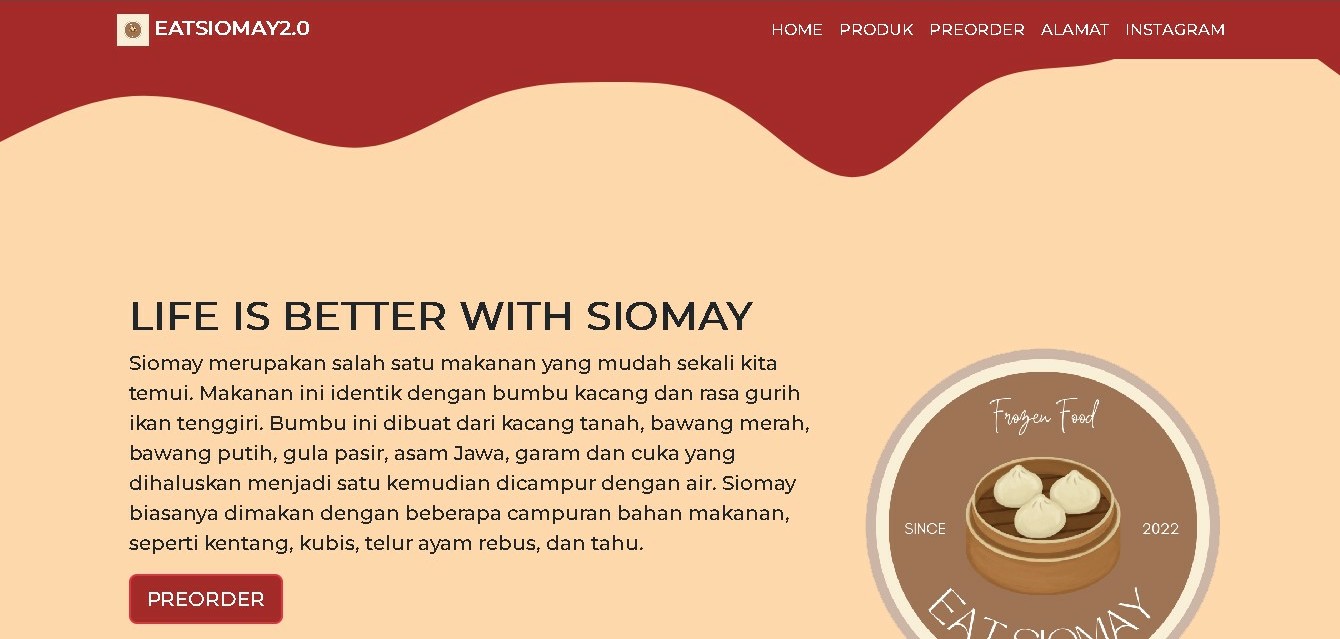 EATSIOMAY2.0
HOME PRODUK PREORDER ALAMAT INSTAGRAM
LIFE IS BETTER WITH SIOMAY
Siomay merupakan salah satu makanan yang mudah sekali kita
temui. Makanan ini identik dengan bumbu kacang dan rasa gurih
ikan tenggiri. Bumbu ini dibuat dari kacang tanah, bawang merah,
bawang putih, gula pasir, asam Jawa, garam dan cuka yang
dihaluskan menjadi satu kemudian dicampur dengan air. Siomay
biasanya dimakan dengan beberapa campuran bahan makanan,
seperti kentang, kubis, telur ayam rebus, dan tahu.
PREORDER
Frozen Food
SINCE 2022
EAT SIOMAY